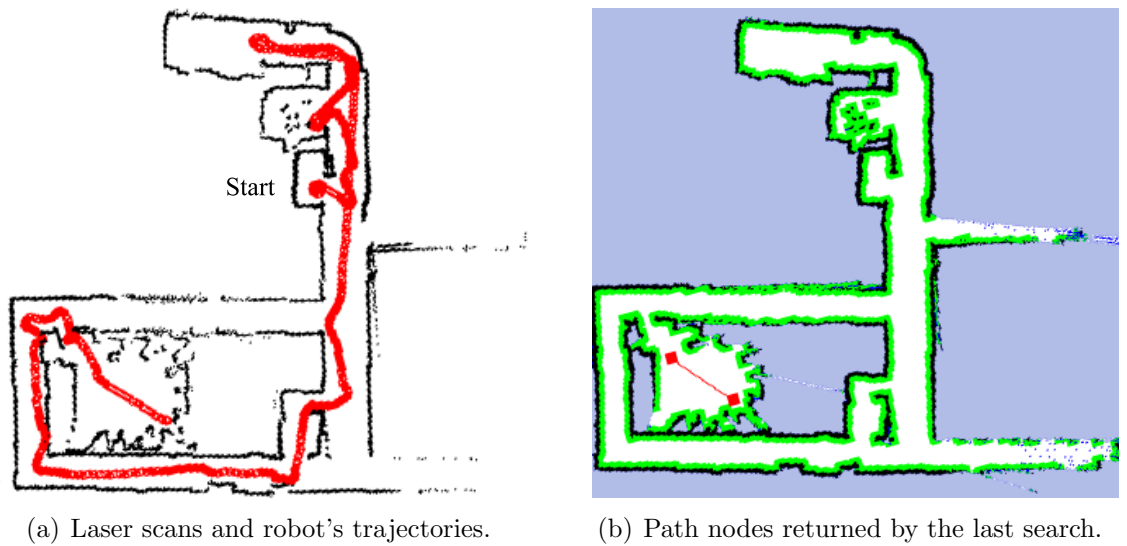 Start
(a) Laser scans and robot's trajectories.
(b) Path nodes returned by the last search.